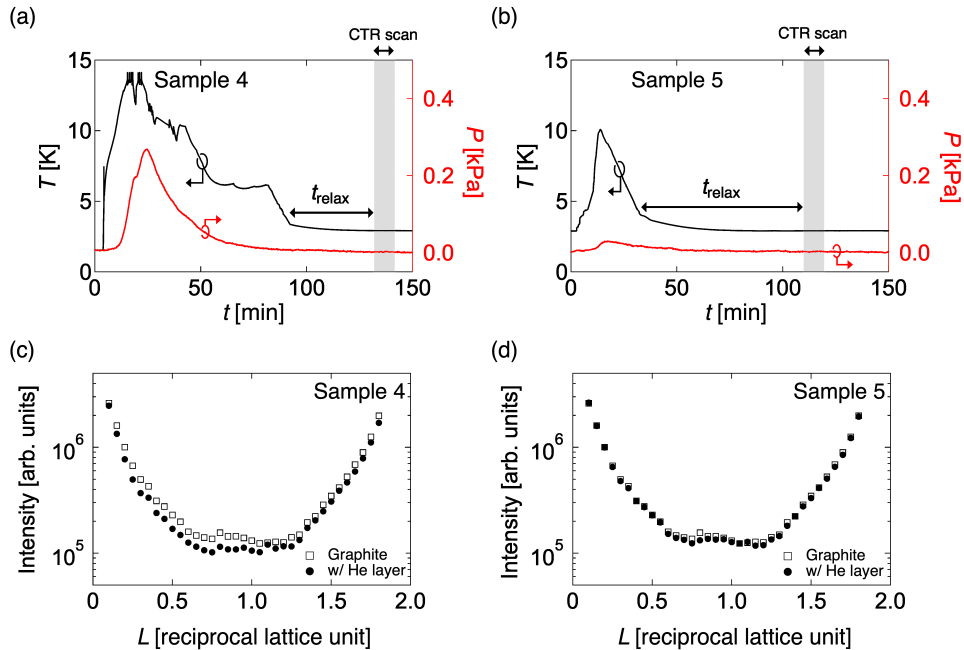 (a)
CTR scan
Sample 4
15
10
5
0
T [K]
0.4
0.2
0.0
P [kPa]
t_relax
0
50
100
150
t [min]
(b)
CTR scan
Sample 5
15
10
5
0
T [K]
0.4
0.2
0.0
P [kPa]
t_relax
0
50
100
150
t [min]
(c)
Sample 4
Intensity [arb. units]
10^6
10^5
Graphite
w/ He layer
0
0.5
1.0
1.5
2.0
L [reciprocal lattice unit]
(d)
Sample 5
Intensity [arb. units]
10^6
10^5
Graphite
w/ He layer
0
0.5
1.0
1.5
2.0
L [reciprocal lattice unit]